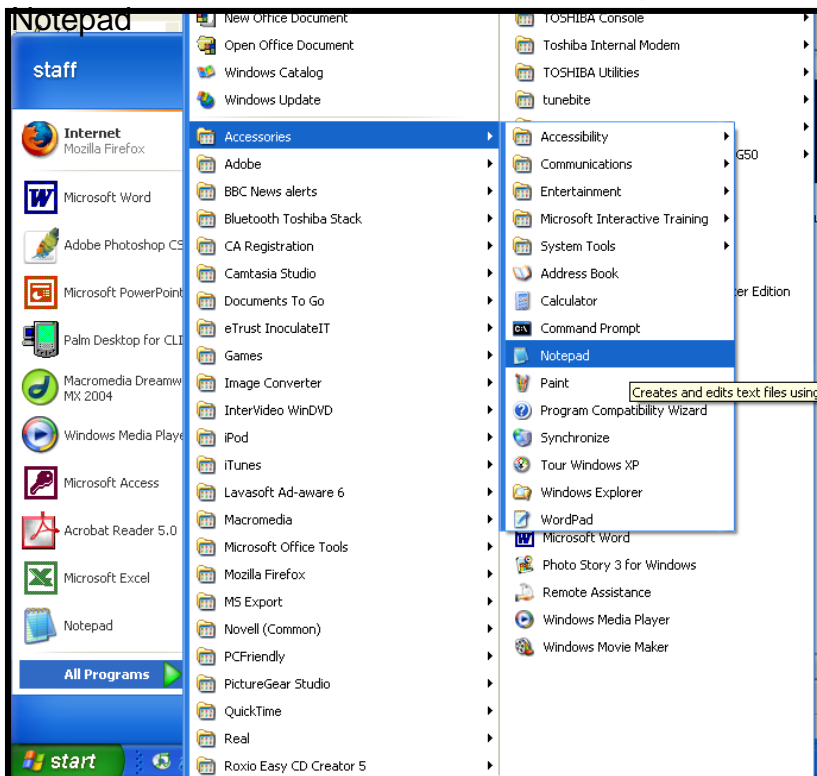 Notepad
staff
Internet
Mozilla Firefox
Microsoft Word
Adobe Photoshop CS
Microsoft PowerPoint
Palm Desktop for CLI
Macromedia Dreamw
MX 2004
Windows Media Playe
Microsoft Access
Acrobat Reader 5.0
Microsoft Excel
Notepad
All Programs
start
New Office Document
Open Office Document
Windows Catalog
Windows Update
Accessories
Adobe
BBC News alerts
Bluetooth Toshiba Stack
CA Registration
Camtasia Studio
Documents To Go
eTrust InoculateIT
Games
Image Converter
InterVideo WinDVD
iPod
iTunes
Lavasoft Ad-aware 6
Macromedia
Microsoft Office Tools
Mozilla Firefox
MS Export
Novell (Common)
PCFriendly
PictureGear Studio
QuickTime
Real
Roxio Easy CD Creator 5
TOSHIBA Console
Toshiba Internal Modem
TOSHIBA Utilities
tunebite
G50
er Edition
Accessibility
Communications
Entertainment
Microsoft Interactive Training
System Tools
Address Book
Calculator
Command Prompt
Notepad
Paint
Creates and edits text files using
Program Compatibility Wizard
Synchronize
Tour Windows XP
Windows Explorer
WordPad
Microsoft Word
Photo Story 3 for Windows
Remote Assistance
Windows Media Player
Windows Movie Maker